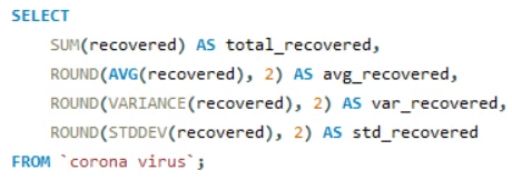 SELECT
SUM(recovered) AS total_recovered,
ROUND(AVG(recovered), 2) AS avg_recovered,
ROUND(VARIANCE(recovered), 2) AS var_recovered,
ROUND(STDDEV(recovered), 2) AS std_recovered
FROM `corona virus`;